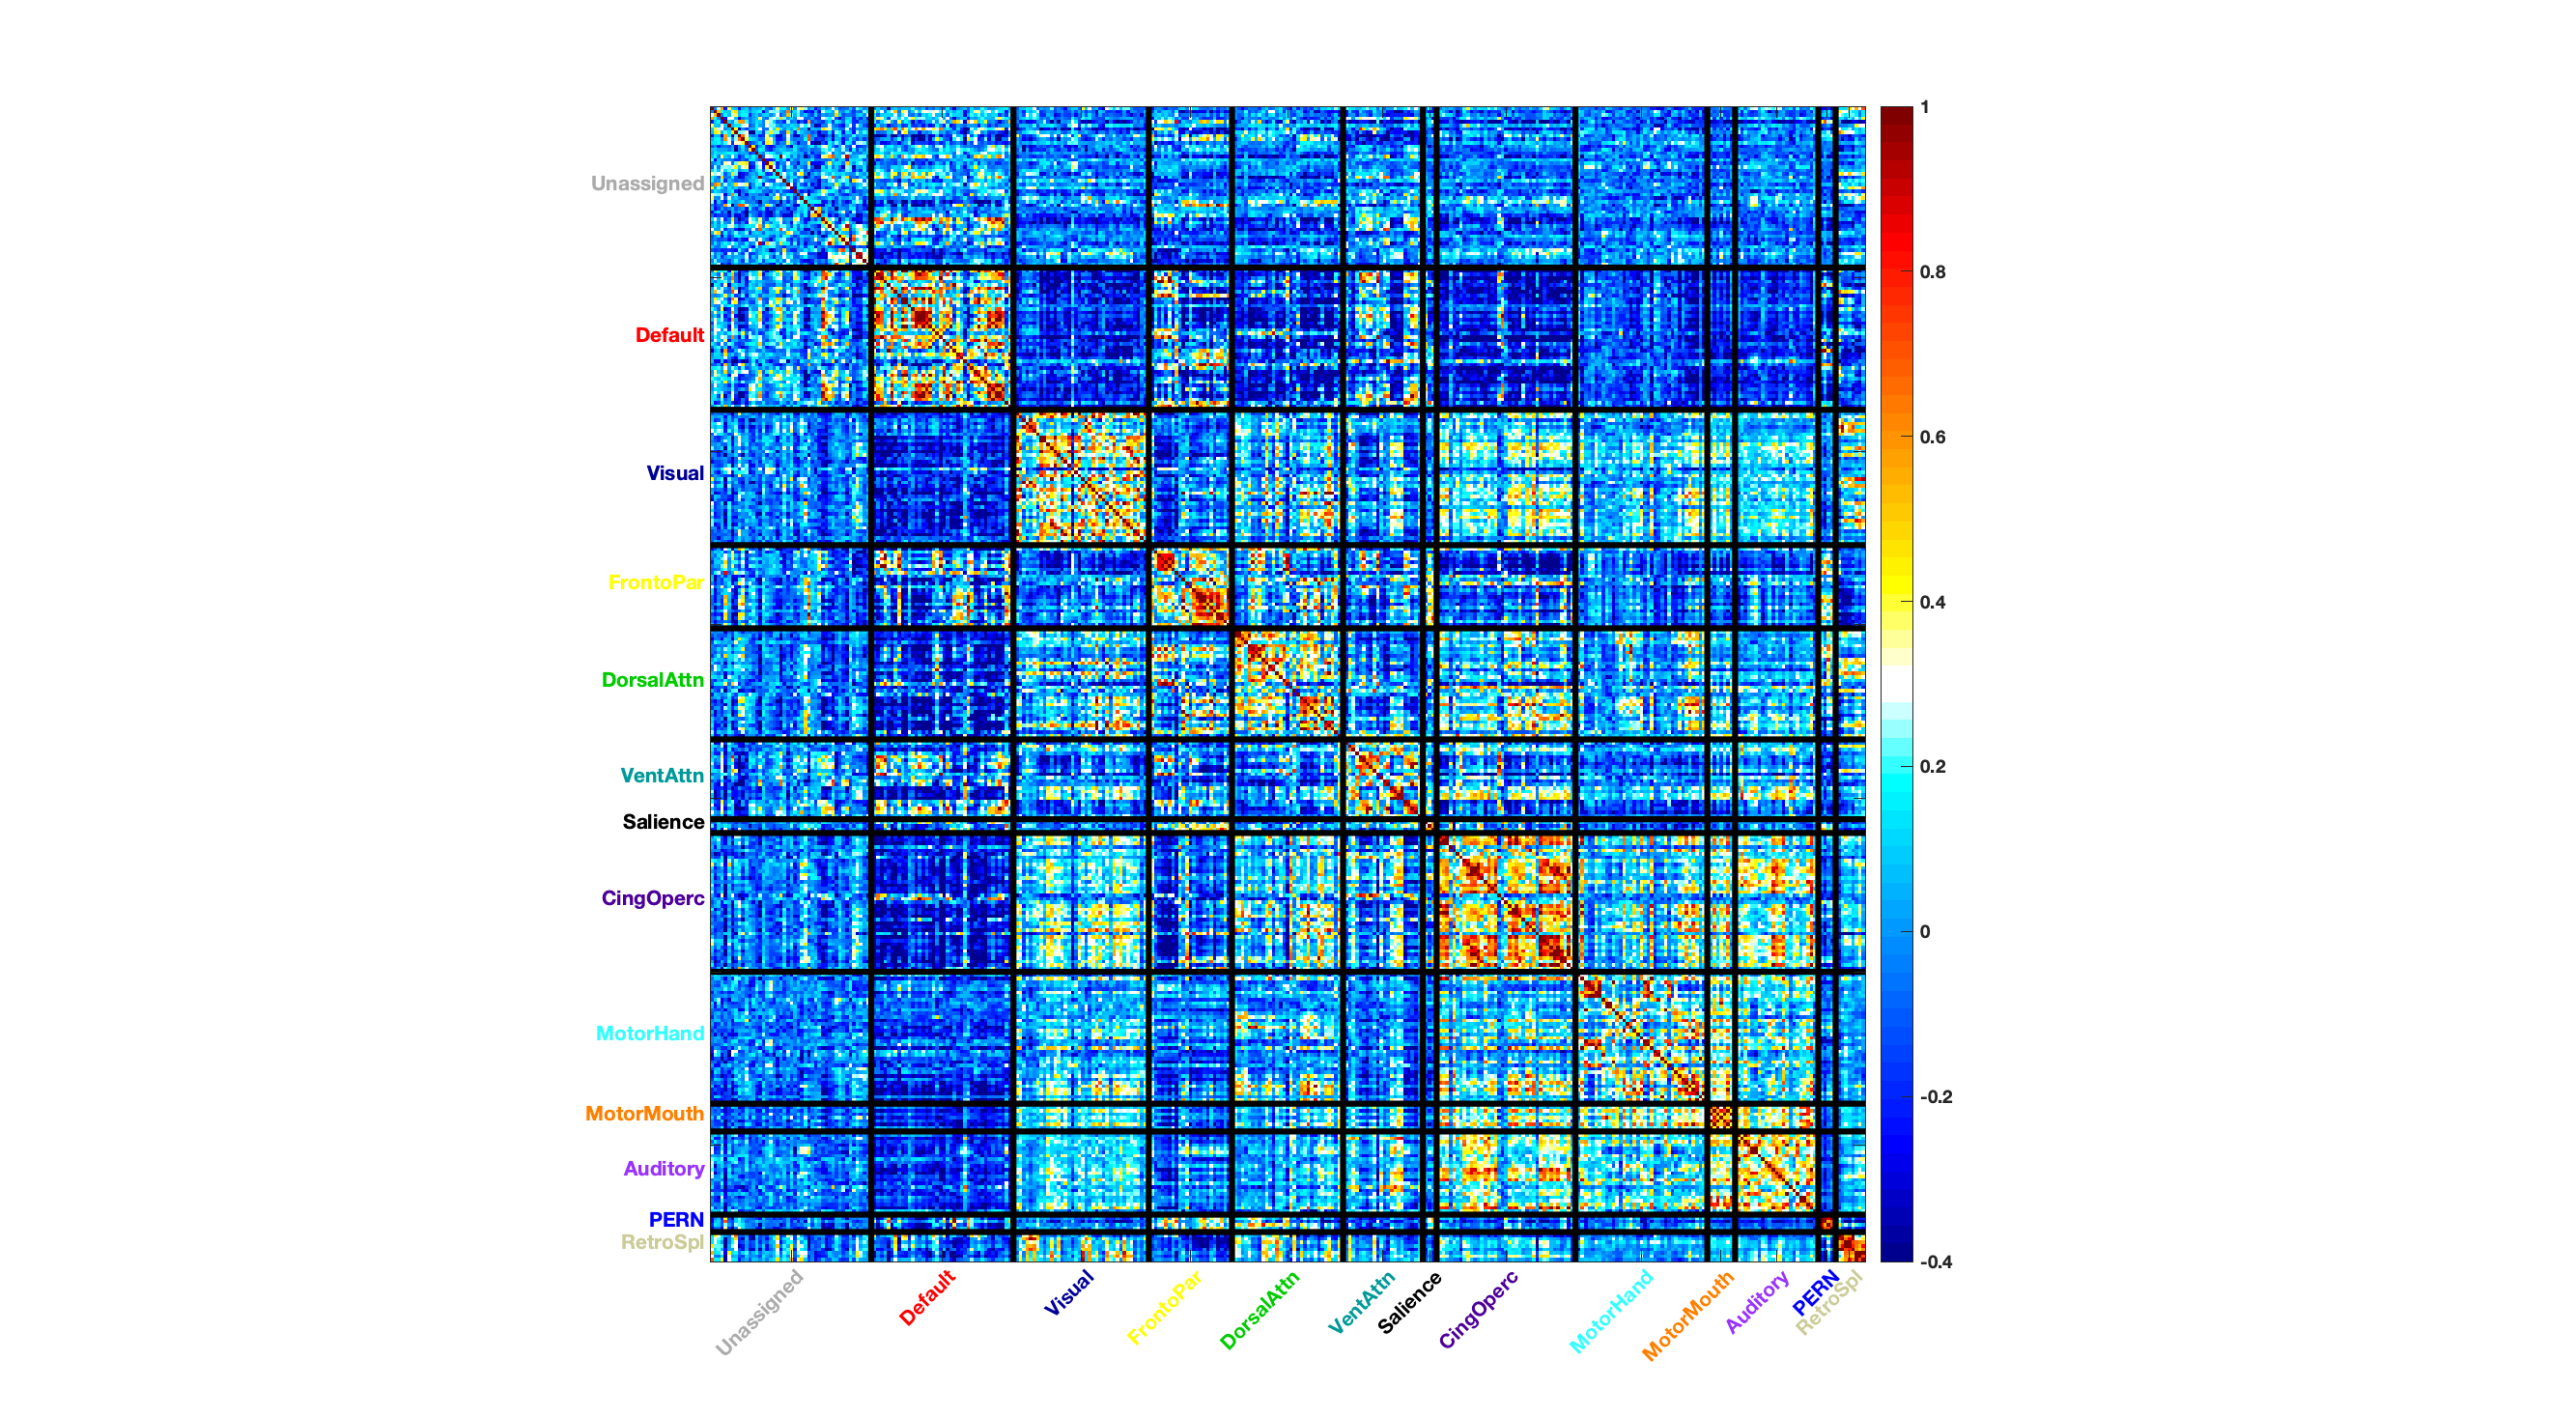 Unassigned
Default
Visual
FrontoPar
DorsalAttn
VentAttn
Salience
CingOperc
MotorHand
MotorMouth
Auditory
PERN
RetroSpl
Unassigned
Default
Visual
FrontoPar
DorsalAttn
VentAttn
Salience
CingOperc
MotorHand
MotorMouth
Auditory
PERN
RetroSpl
1
0.8
0.6
0.4
0.2
0
-0.2
-0.4